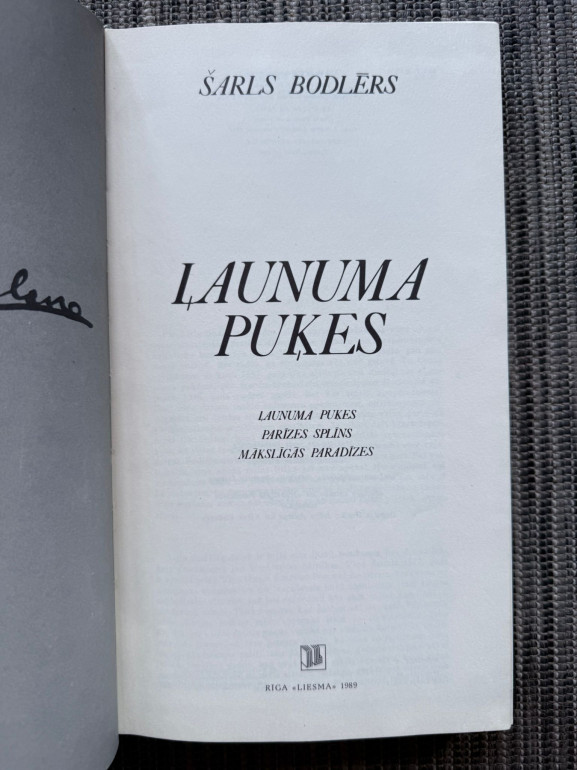 ŠARLS BODLĒRS
ĻAUNUMA
PUĶES
ĻAUNUMA PUĶES
PARĪZES SPLĪNS
MĀKSLĪGĀS PARADĪZES
RĪGA «LIESMA» 1989